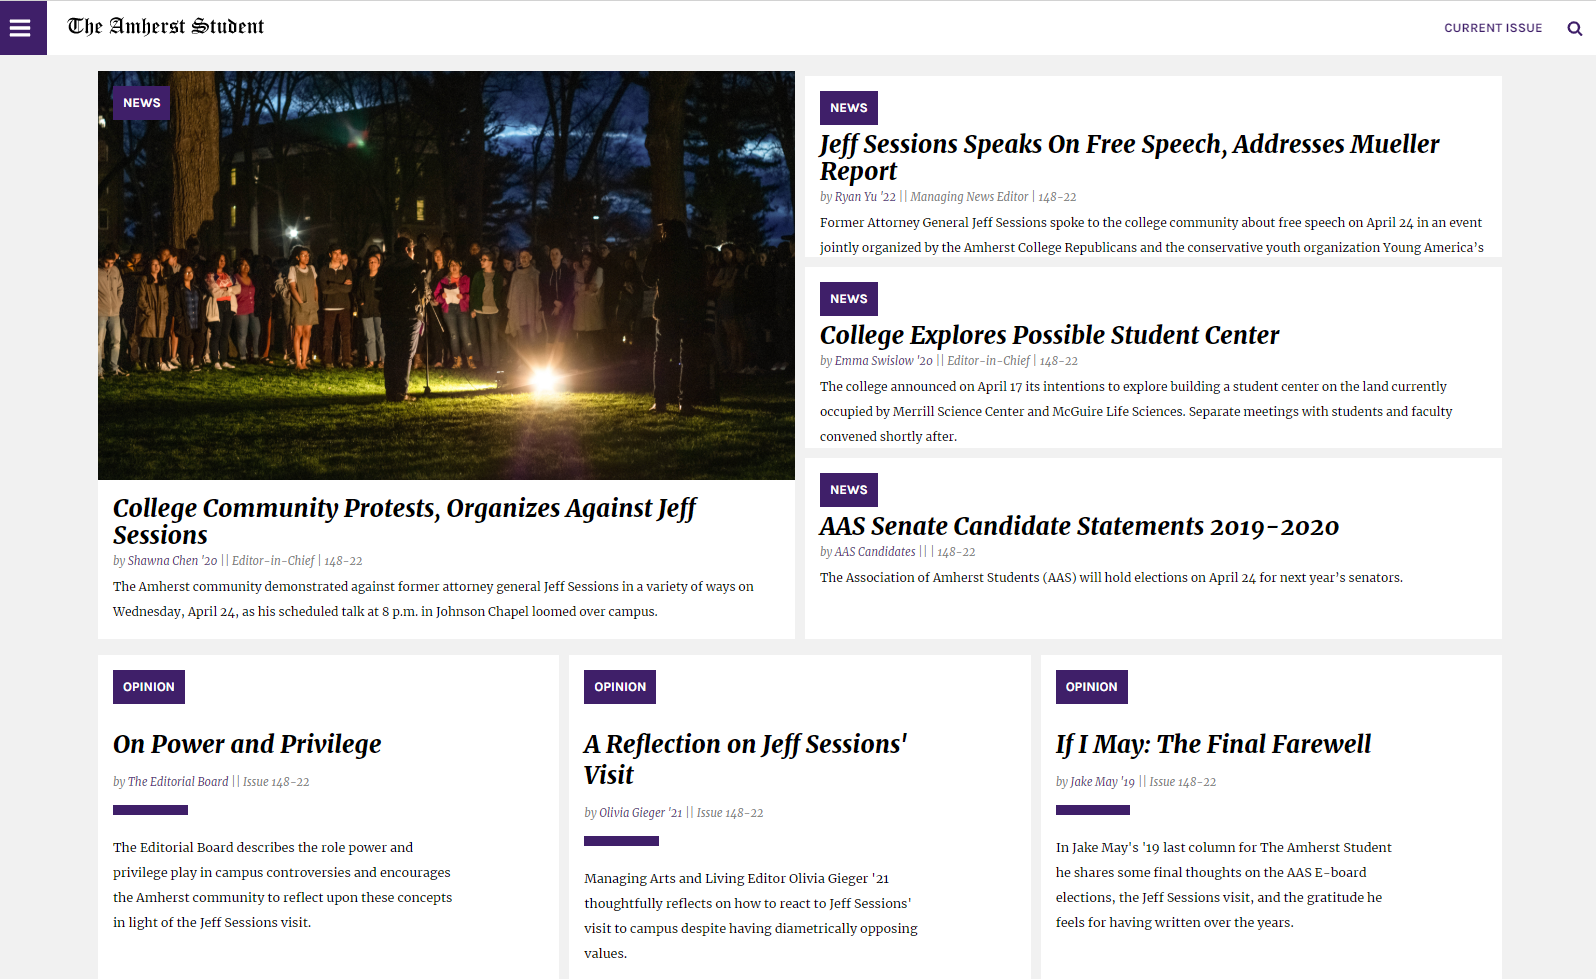 The Amherst Student
CURRENT ISSUE
NEWS
College Community Protests, Organizes Against Jeff
Sessions
by Shawna Chen '20 || Editor-in-Chief | 148-22
The Amherst community demonstrated against former attorney general Jeff Sessions in a variety of ways on
Wednesday, April 24, as his scheduled talk at 8 p.m. in Johnson Chapel loomed over campus.
NEWS
Jeff Sessions Speaks On Free Speech, Addresses Mueller
Report
by Ryan Yu '22 || Managing News Editor | 148-22
Former Attorney General Jeff Sessions spoke to the college community about free speech on April 24 in an event
jointly organized by the Amherst College Republicans and the conservative youth organization Young America’s
NEWS
College Explores Possible Student Center
by Emma Swislow '20 || Editor-in-Chief | 148-22
The college announced on April 17 its intentions to explore building a student center on the land currently
occupied by Merrill Science Center and McGuire Life Sciences. Separate meetings with students and faculty
convened shortly after.
NEWS
AAS Senate Candidate Statements 2019-2020
by AAS Candidates || | 148-22
The Association of Amherst Students (AAS) will hold elections on April 24 for next year’s senators.
OPINION
On Power and Privilege
by The Editorial Board || Issue 148-22
The Editorial Board describes the role power and
privilege play in campus controversies and encourages
the Amherst community to reflect upon these concepts
in light of the Jeff Sessions visit.
OPINION
A Reflection on Jeff Sessions'
Visit
by Olivia Gieger '21 || Issue 148-22
Managing Arts and Living Editor Olivia Gieger '21
thoughtfully reflects on how to react to Jeff Sessions'
visit to campus despite having diametrically opposing
values.
OPINION
If I May: The Final Farewell
by Jake May '19 || Issue 148-22
In Jake May's '19 last column for The Amherst Student
he shares some final thoughts on the AAS E-board
elections, the Jeff Sessions visit, and the gratitude he
feels for having written over the years.